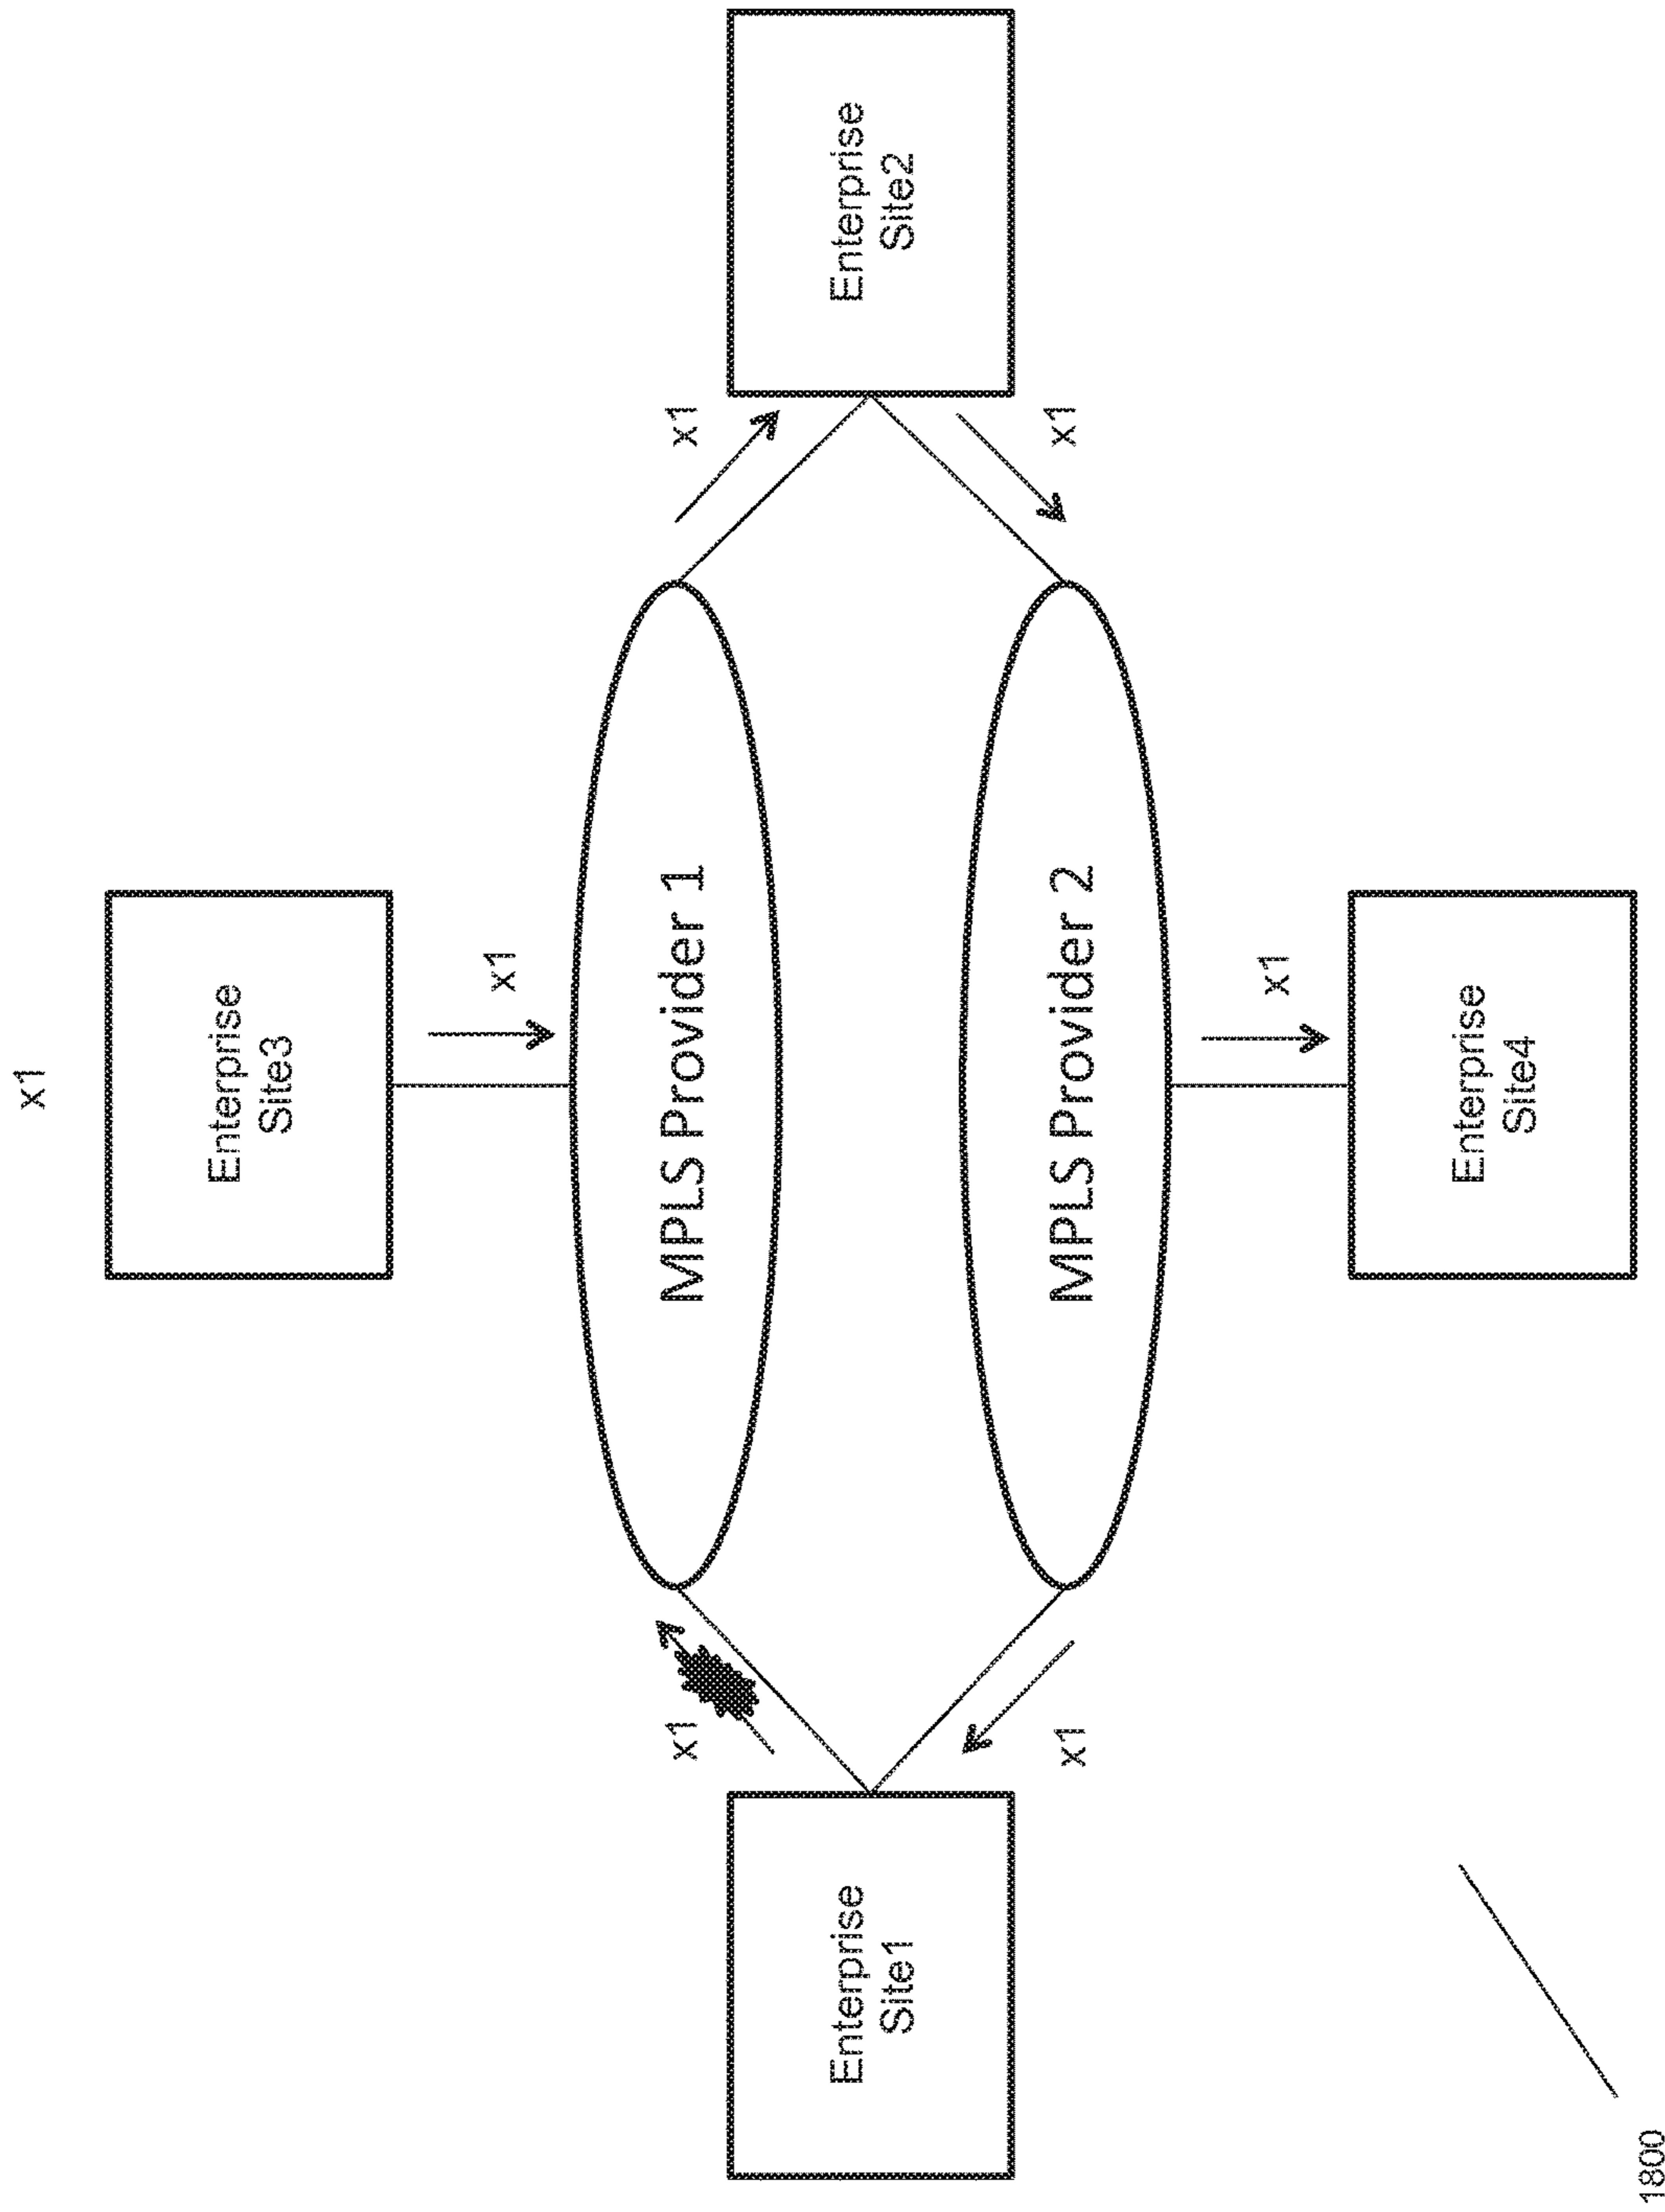 x1
Enterprise
Site3
x1
MPLS Provider 1
x1
x1
Enterprise
Site1
Enterprise
Site2
x1
x1
MPLS Provider 2
x1
Enterprise
Site4
1800